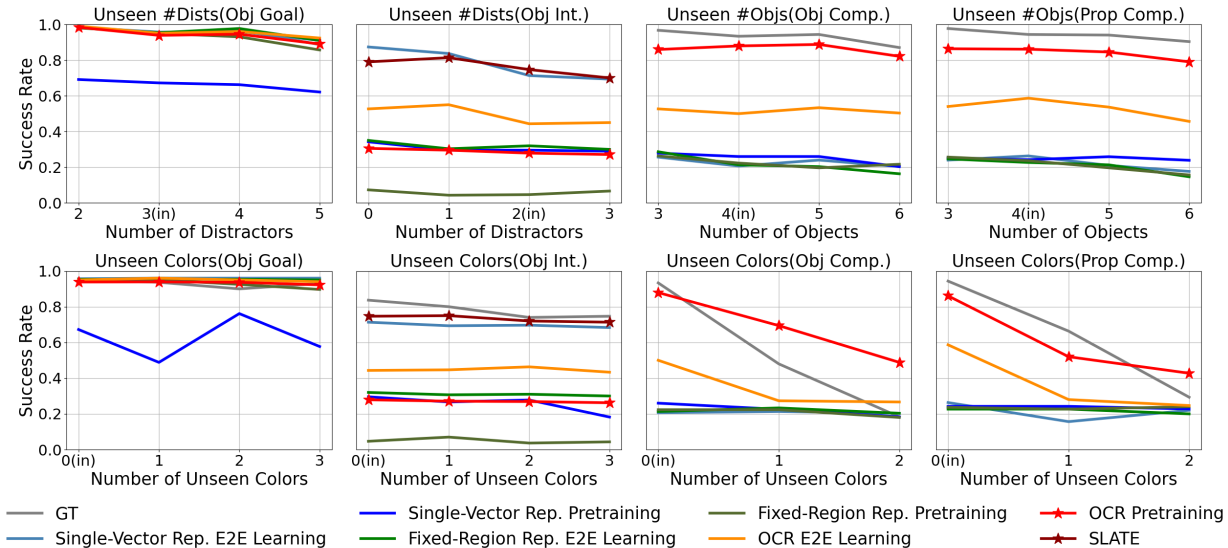 Unseen #Dists(Obj Goal)
Unseen #Dists(Obj Int.)
Unseen #Objs(Obj Comp.)
Unseen #Objs(Prop Comp.)
Success Rate
1.0
0.8
0.6
0.4
0.2
0.0
2 3(in) 4 5
0 1 2(in) 3
3 4(in) 5 6
3 4(in) 5 6
Number of Distractors
Number of Distractors
Number of Objects
Number of Objects
Unseen Colors(Obj Goal)
Unseen Colors(Obj Int.)
Unseen Colors(Obj Comp.)
Unseen Colors(Prop Comp.)
Success Rate
1.0
0.8
0.6
0.4
0.2
0.0
0(in) 1 2 3
0(in) 1 2 3
0(in) 1 2
0(in) 1 2
Number of Unseen Colors
Number of Unseen Colors
Number of Unseen Colors
Number of Unseen Colors
GT
Single-Vector Rep. Pretraining
Fixed-Region Rep. Pretraining
OCR Pretraining
Single-Vector Rep. E2E Learning
Fixed-Region Rep. E2E Learning
OCR E2E Learning
SLATE